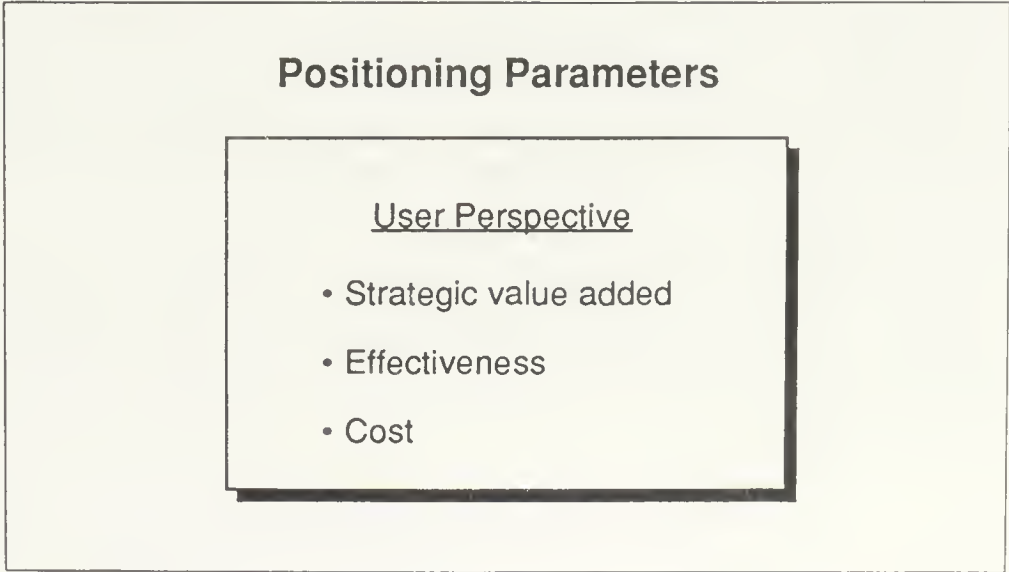 Positioning Parameters
User Perspective
• Strategic value added
• Effectiveness
• Cost